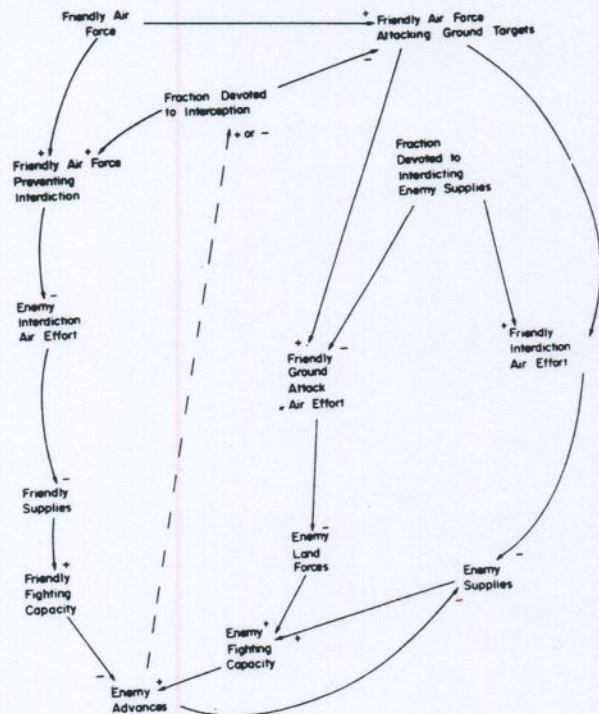 Friendly Air
Force
+
Friendly Air Force
Attacking Ground Targets
-
Fraction Devoted
to Interception
+ or -
Fraction
Devoted to
Interdicting
Enemy Supplies
+ +
Friendly Air Force
Preventing
Interdiction
-
Enemy
Interdiction
Air Effort
+
Friendly
Interdiction
Air Effort
+ -
Friendly
Ground
Attack
Air Effort
-
Friendly
Supplies
-
Enemy
Land
Forces
-
Enemy
Supplies
-
+
Friendly
Fighting
Capacity
+ +
Enemy
Fighting
Capacity
- +
Enemy
Advances